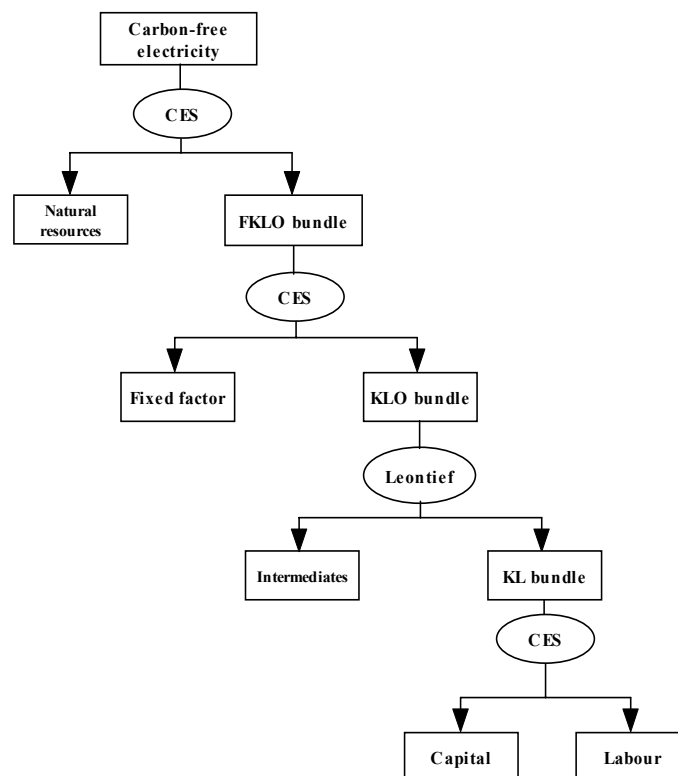 Carbon-free
electricity
CES
Natural
resources
FKLO bundle
CES
Fixed factor
KLO bundle
Leontief
Intermediates
KL bundle
CES
Capital
Labour